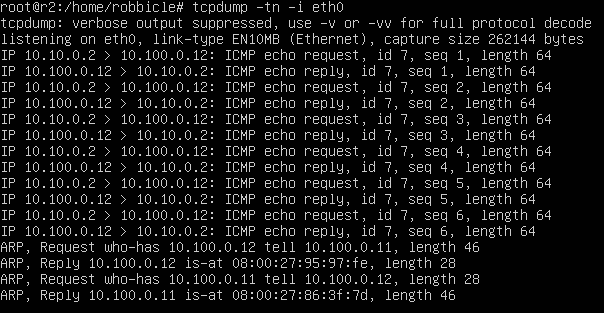 root@r2:/home/robbicle# tcpdump -tn -i eth0
tcpdump: verbose output suppressed, use -v or -vv for full protocol decode
listening on eth0, link-type EN10MB (Ethernet), capture size 262144 bytes
IP 10.10.0.2 > 10.100.0.12: ICMP echo request, id 7, seq 1, length 64
IP 10.100.0.12 > 10.10.0.2: ICMP echo reply, id 7, seq 1, length 64
IP 10.10.0.2 > 10.100.0.12: ICMP echo request, id 7, seq 2, length 64
IP 10.100.0.12 > 10.10.0.2: ICMP echo reply, id 7, seq 2, length 64
IP 10.10.0.2 > 10.100.0.12: ICMP echo request, id 7, seq 3, length 64
IP 10.100.0.12 > 10.10.0.2: ICMP echo reply, id 7, seq 3, length 64
IP 10.10.0.2 > 10.100.0.12: ICMP echo request, id 7, seq 4, length 64
IP 10.100.0.12 > 10.10.0.2: ICMP echo reply, id 7, seq 4, length 64
IP 10.10.0.2 > 10.100.0.12: ICMP echo request, id 7, seq 5, length 64
IP 10.100.0.12 > 10.10.0.2: ICMP echo reply, id 7, seq 5, length 64
IP 10.10.0.2 > 10.100.0.12: ICMP echo request, id 7, seq 6, length 64
IP 10.100.0.12 > 10.10.0.2: ICMP echo reply, id 7, seq 6, length 64
ARP, Request who-has 10.100.0.12 tell 10.100.0.11, length 46
ARP, Reply 10.100.0.12 is-at 08:00:27:95:97:fe, length 28
ARP, Request who-has 10.100.0.11 tell 10.100.0.12, length 28
ARP, Reply 10.100.0.11 is-at 08:00:27:86:3f:7d, length 46